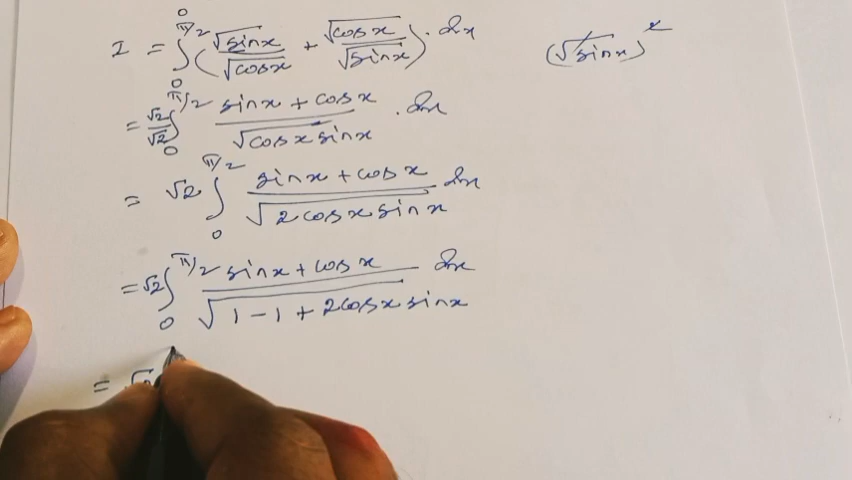 I = ∫₀^{π/2} (√sinx/√cosx + √cosx/√sinx) . dx (√sinx)²
= √2/√2 ∫₀^{π/2} sinx + cosx / √cosx sinx . dx
= √2 ∫₀^{π/2} sinx + cosx / √2cosx sinx dx
= √2 ∫₀^{π/2} sinx + cosx / √1 - 1 + 2cosx sinx dx
=